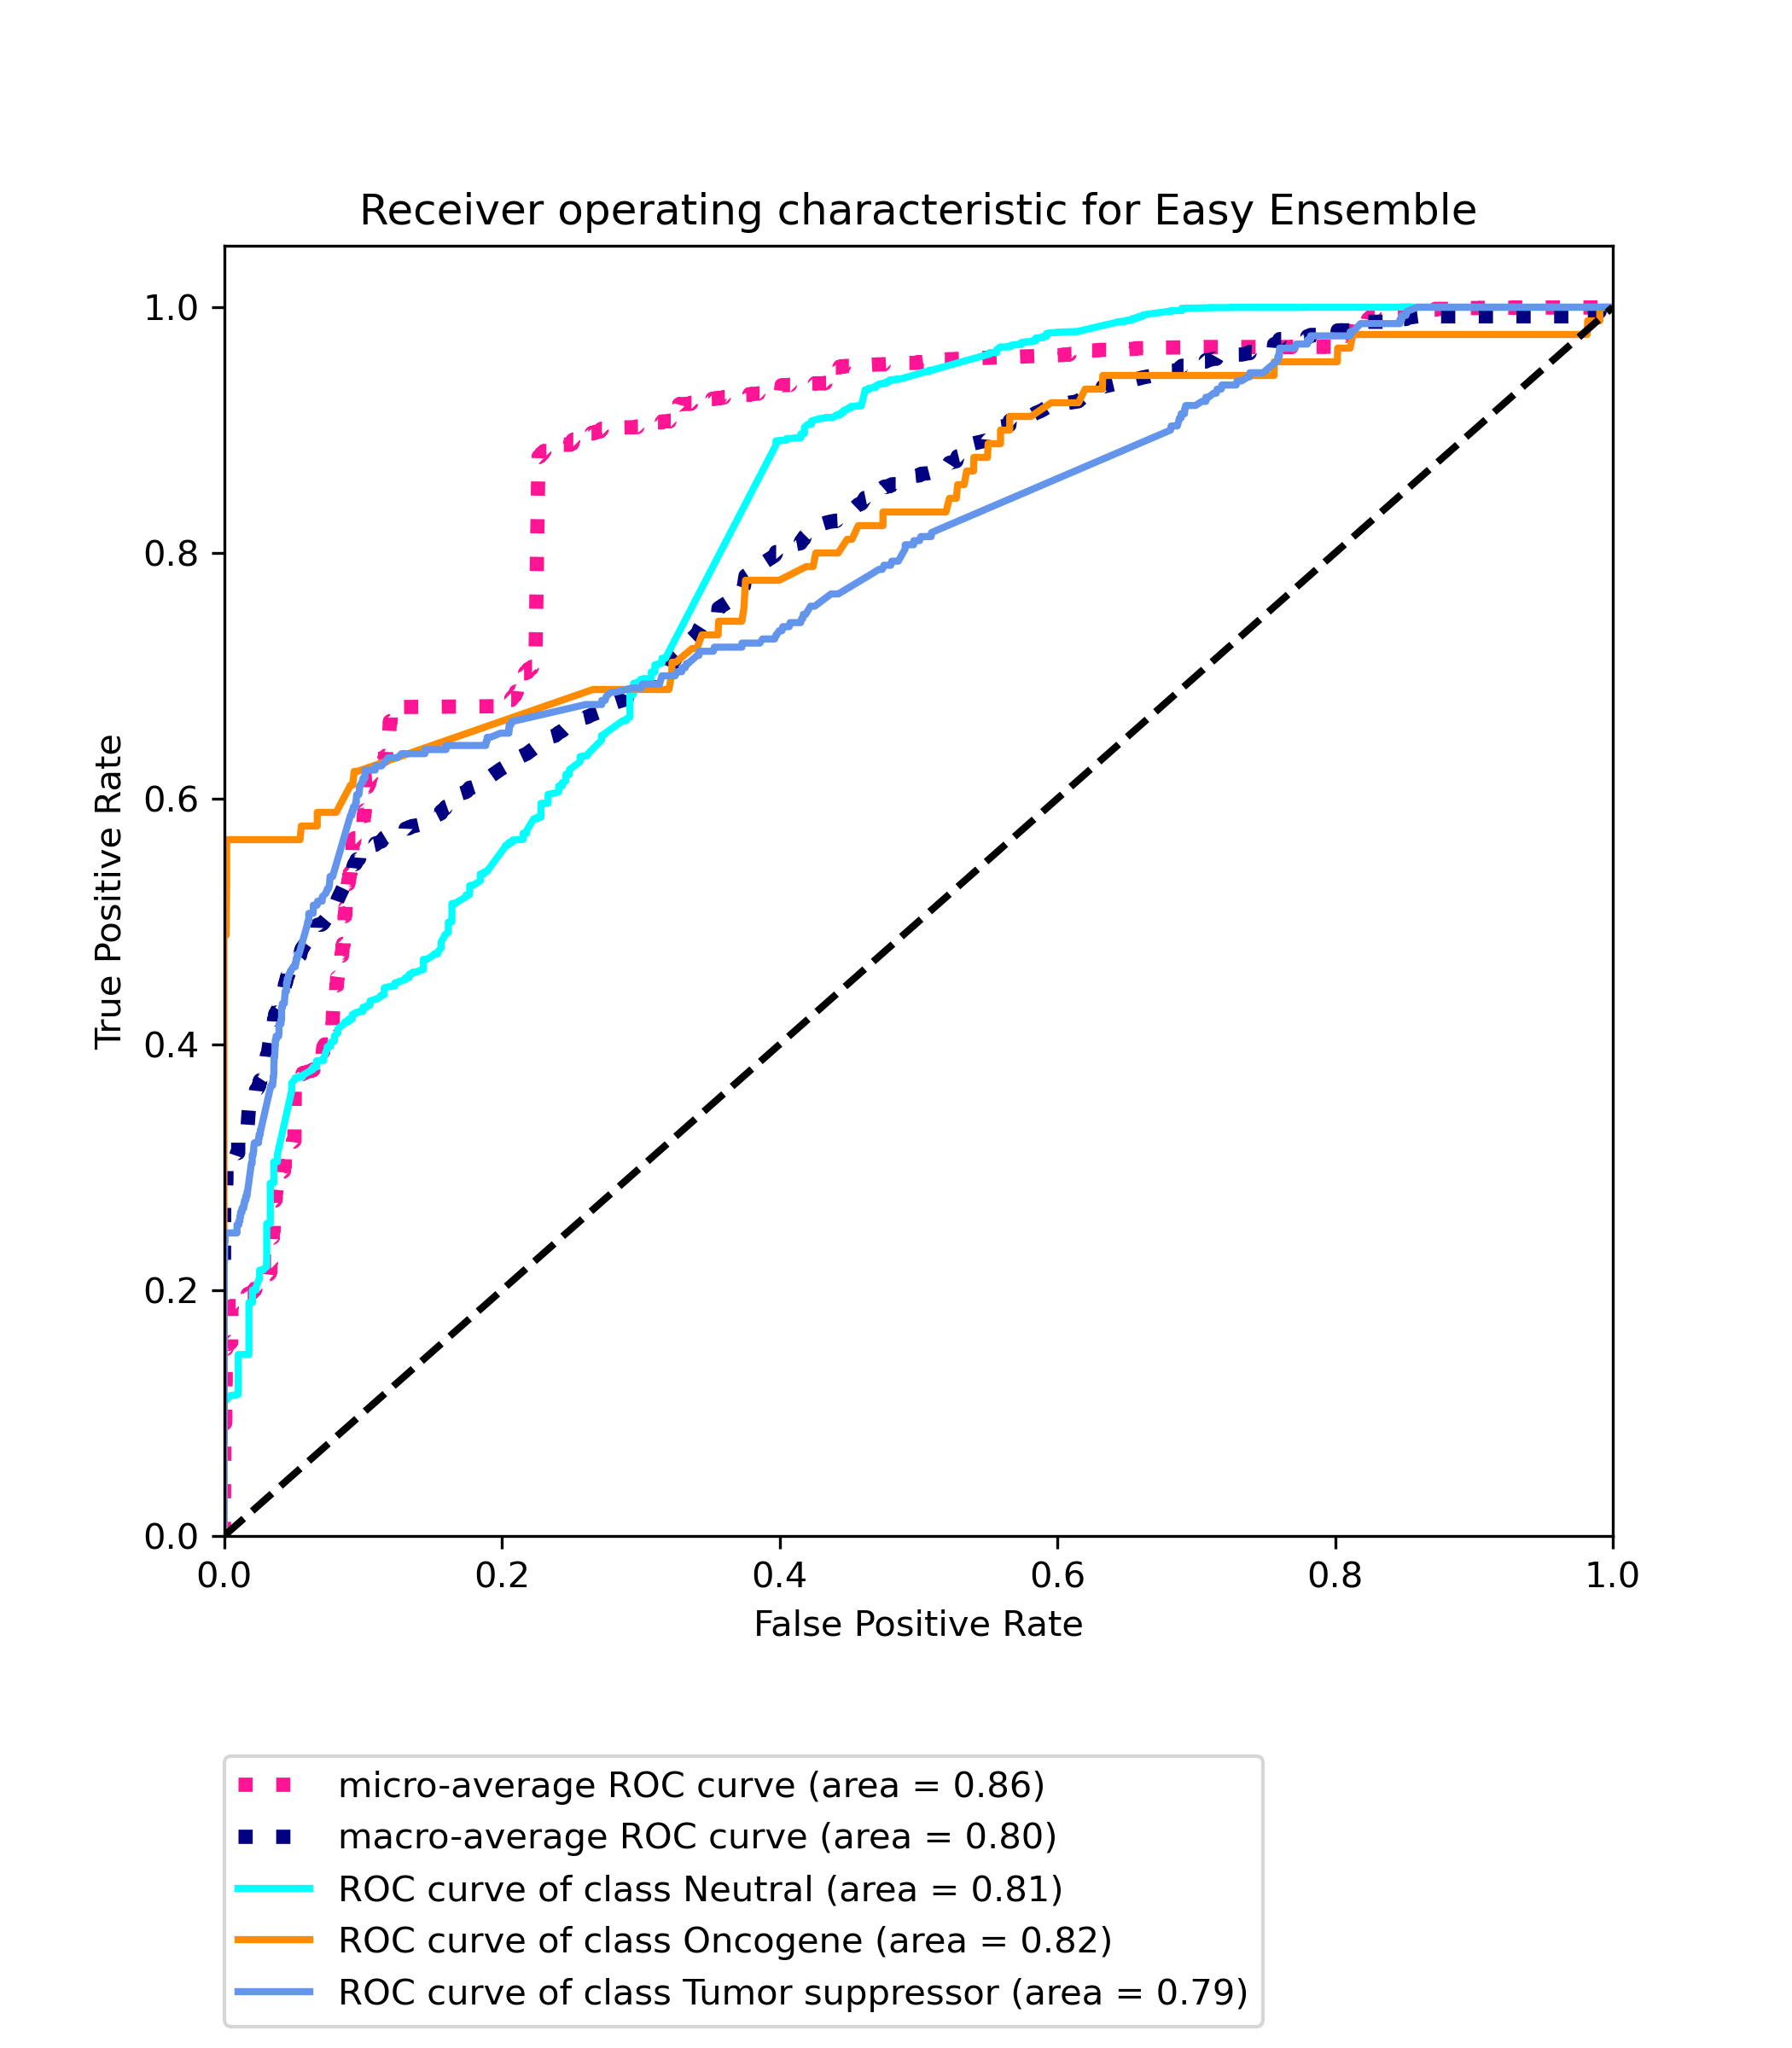 Receiver operating characteristic for Easy Ensemble
1.0
0.8
0.6
0.4
0.2
0.0
True Positive Rate
0.0 0.2 0.4 0.6 0.8 1.0
False Positive Rate
micro-average ROC curve (area = 0.86)
macro-average ROC curve (area = 0.80)
ROC curve of class Neutral (area = 0.81)
ROC curve of class Oncogene (area = 0.82)
ROC curve of class Tumor suppressor (area = 0.79)